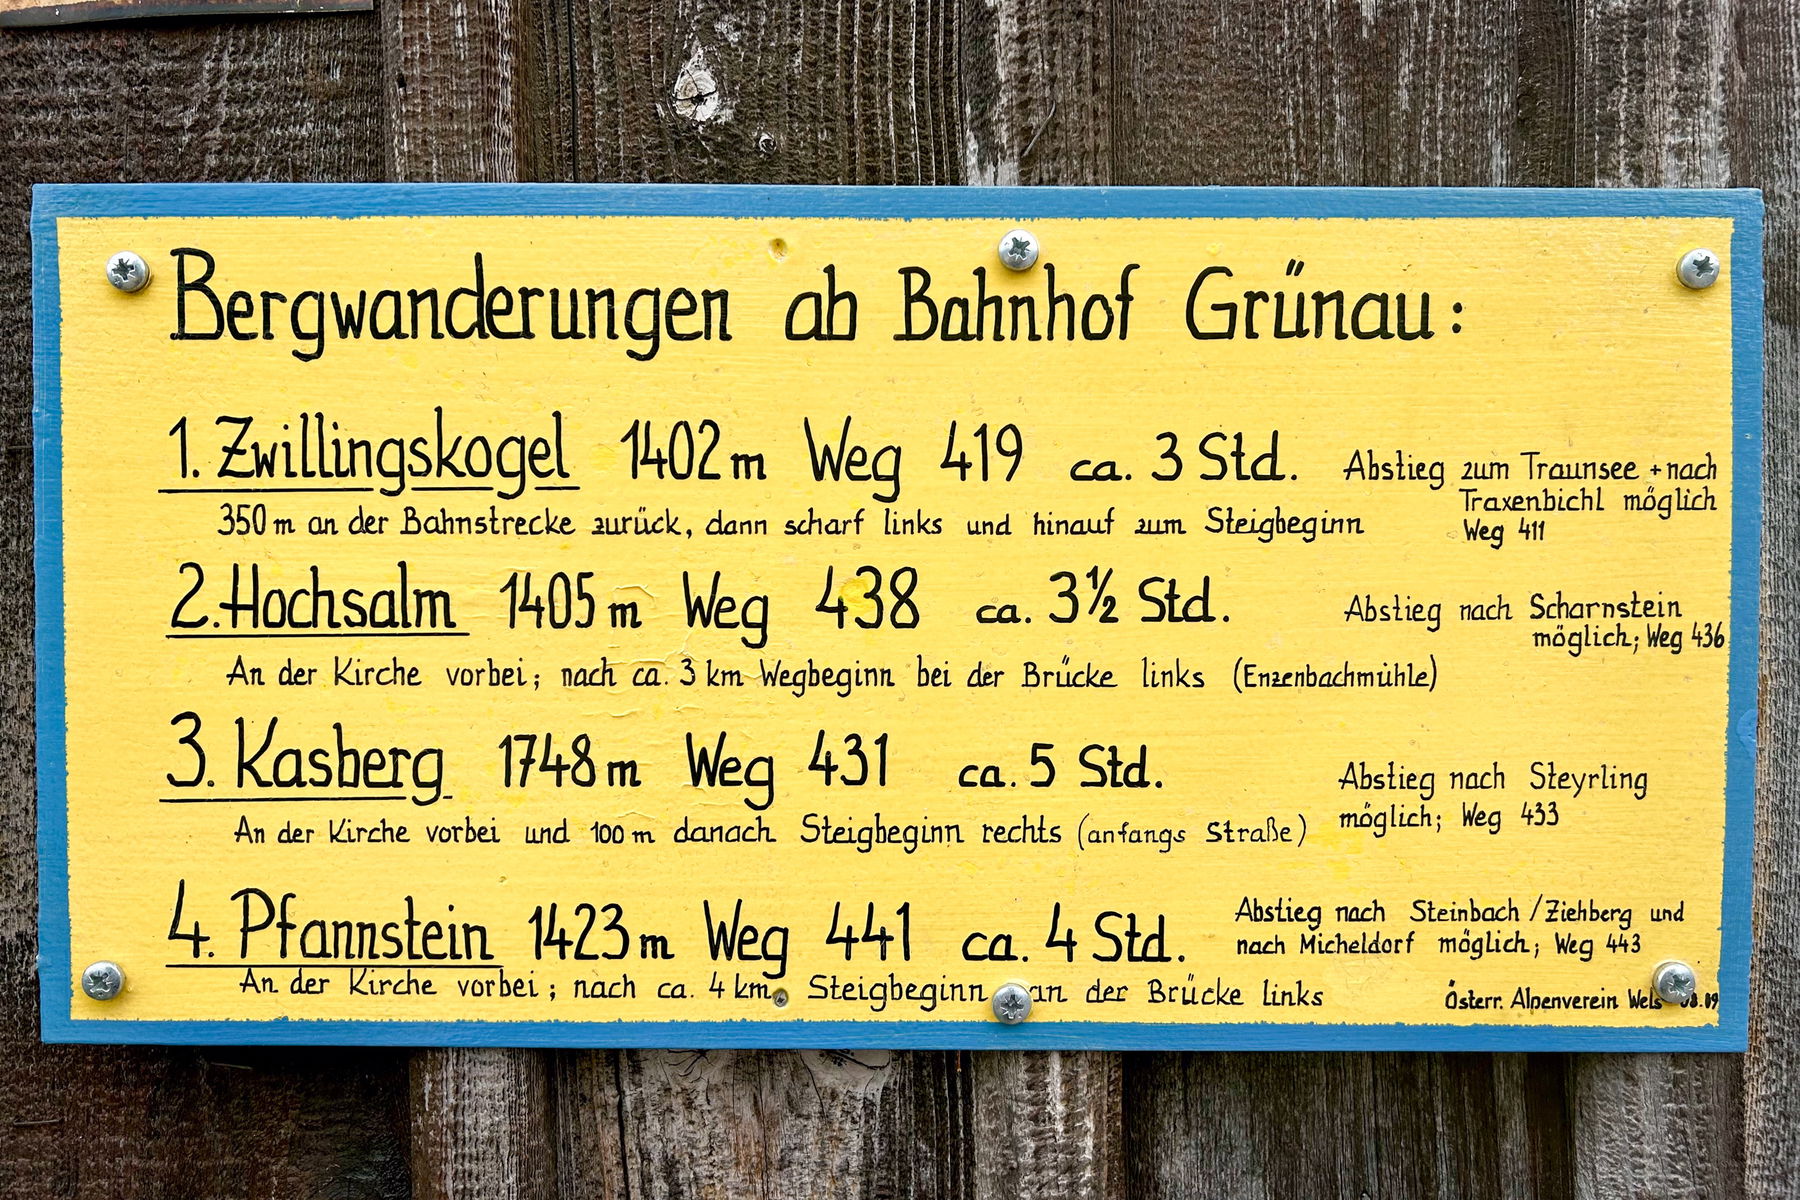 Bergwanderungen ab Bahnhof Grünau:
1. Zwillingskogel 1402 m Weg 419 ca. 3 Std. Abstieg zum Traunsee + nach
Traxenbichl möglich
Weg 411
350 m an der Bahnstrecke zurück, dann scharf links und hinauf zum Steigbeginn
2. Hochsalm 1405 m Weg 438 ca. 3½ Std. Abstieg nach Scharnstein
möglich; Weg 436
An der Kirche vorbei; nach ca. 3 km Wegbeginn bei der Brücke links (Enzenbachmühle)
3. Kasberg 1748 m Weg 431 ca. 5 Std. Abstieg nach Steyrling
möglich; Weg 433
An der Kirche vorbei und 100 m danach Steigbeginn rechts (anfangs Straße)
4. Pfannstein 1423 m Weg 441 ca. 4 Std. Abstieg nach Steinbach / Ziehberg und
nach Micheldorf möglich; Weg 443
An der Kirche vorbei; nach ca. 4 km Steigbeginn an der Brücke links
Österr. Alpenverein Wels